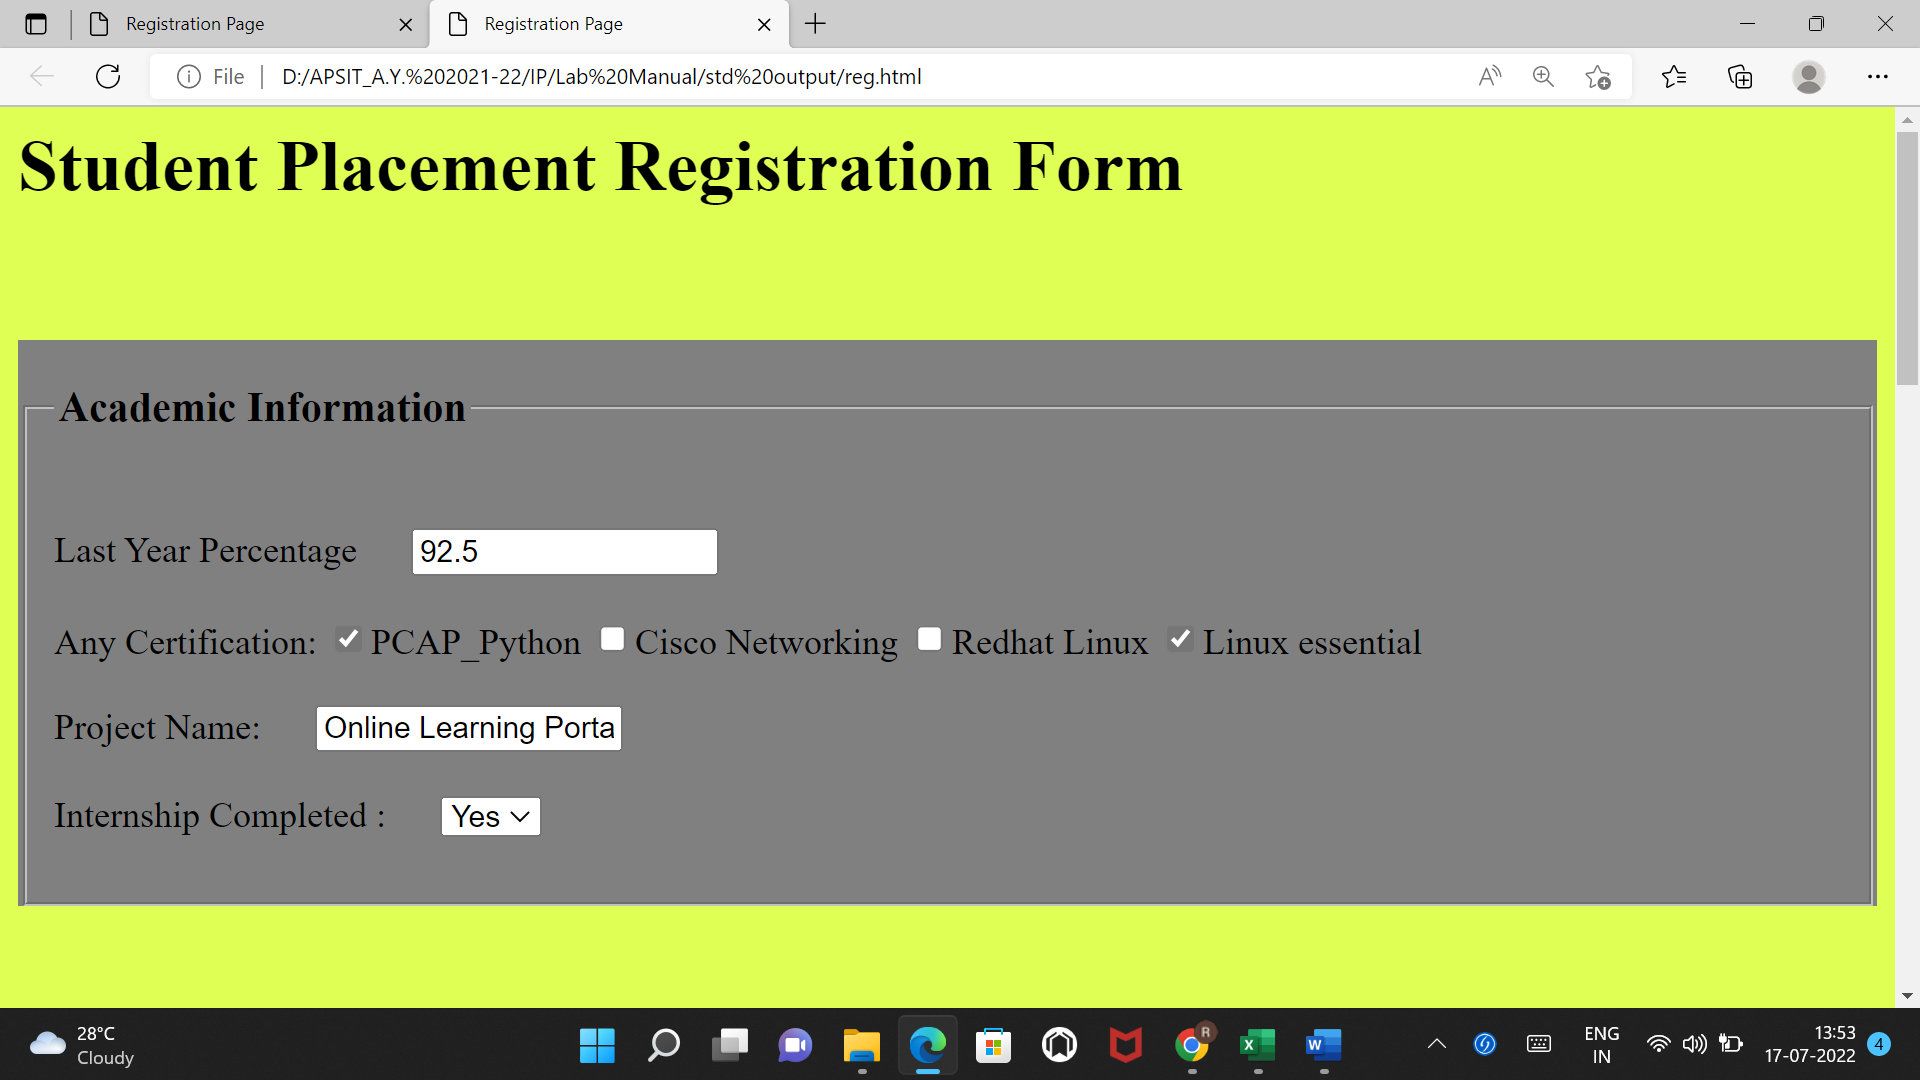 Registration Page
Registration Page
File
D:/APSIT_A.Y.%202021-22/IP/Lab%20Manual/std%20output/reg.html
Student Placement Registration Form
Academic Information
Last Year Percentage 92.5
Any Certification: PCAP_Python Cisco Networking Redhat Linux Linux essential
Project Name: Online Learning Porta
Internship Completed : Yes
28°C
Cloudy
R
X
W
ENG
IN
13:53
17-07-2022
4